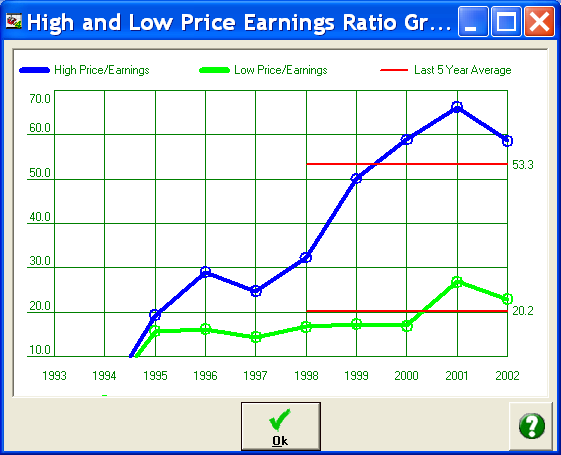 High and Low Price Earnings Ratio Gr...
High Price/Earnings Low Price/Earnings Last 5 Year Average
70.0
60.0
53.3
50.0
40.0
30.0
20.0
20.2
10.0
1993 1994 1995 1996 1997 1998 1999 2000 2001 2002
Ok
?